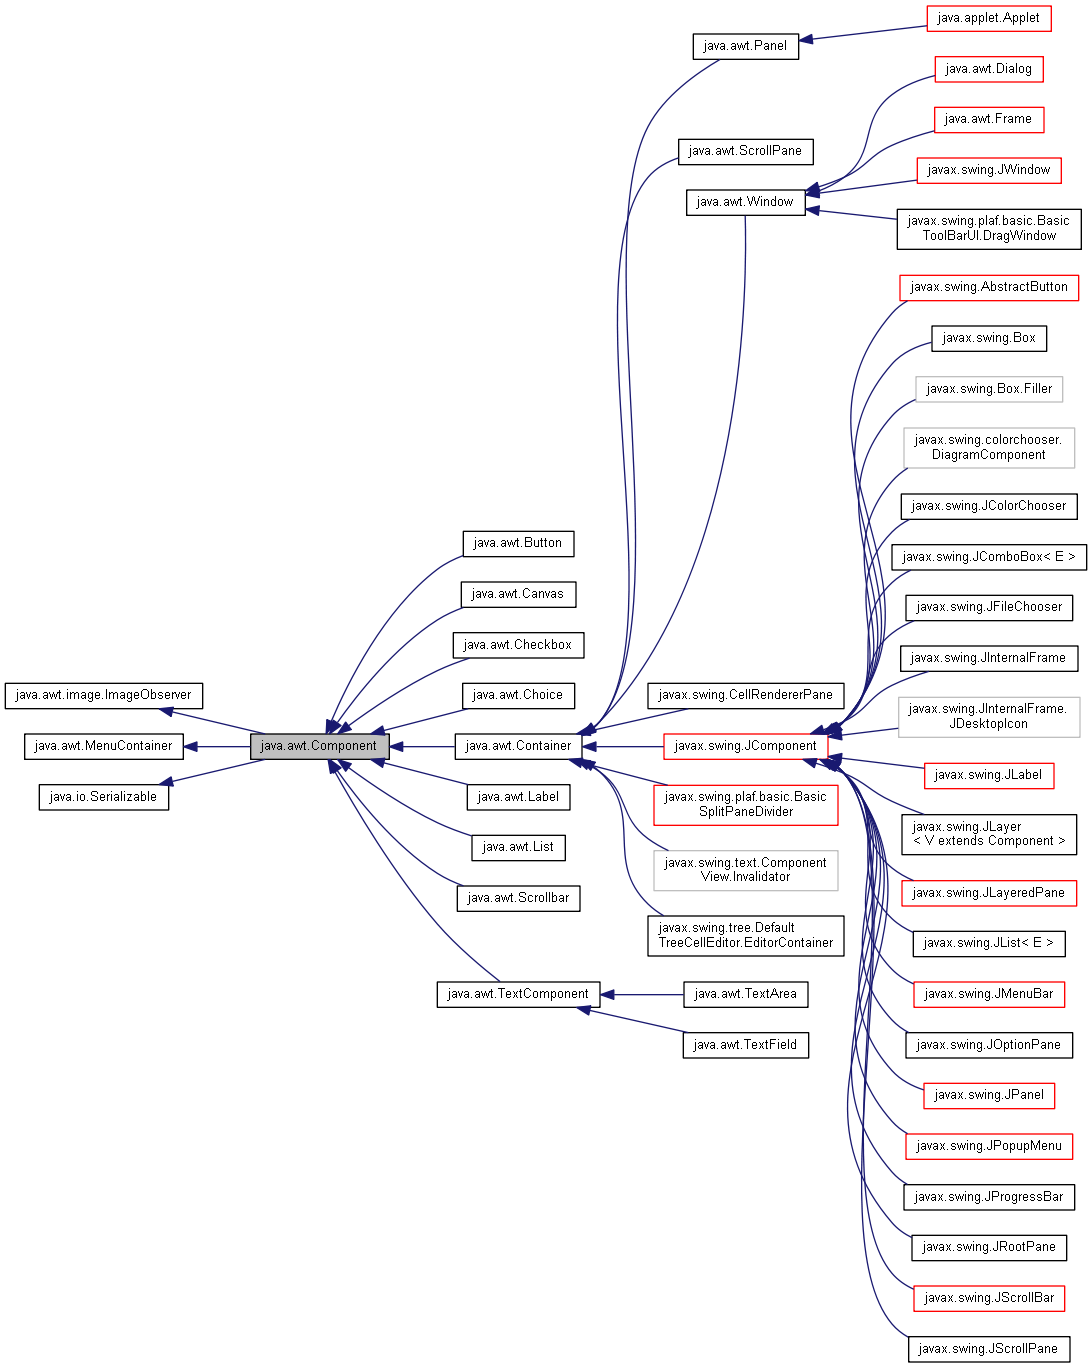 java.applet.Applet
java.awt.Panel
java.awt.Dialog
java.awt.Frame
java.awt.ScrollPane
javax.swing.JWindow
java.awt.Window
javax.swing.plaf.basic.Basic
ToolBarUI.DragWindow
javax.swing.AbstractButton
javax.swing.Box
javax.swing.Box.Filler
javax.swing.colorchooser.
DiagramComponent
javax.swing.JColorChooser
java.awt.Button
javax.swing.JComboBox< E >
java.awt.Canvas
javax.swing.JFileChooser
java.awt.Checkbox
javax.swing.JInternalFrame
java.awt.image.ImageObserver
java.awt.Choice
javax.swing.CellRendererPane
javax.swing.JInternalFrame.
JDesktopIcon
java.awt.MenuContainer
java.awt.Component
java.awt.Container
javax.swing.JComponent
javax.swing.JLabel
java.io.Serializable
java.awt.Label
javax.swing.plaf.basic.Basic
SplitPaneDivider
javax.swing.JLayer
< V extends Component >
java.awt.List
javax.swing.text.Component
View.Invalidator
javax.swing.JLayeredPane
java.awt.Scrollbar
javax.swing.tree.Default
TreeCellEditor.EditorContainer
javax.swing.JList< E >
java.awt.TextComponent
java.awt.TextArea
javax.swing.JMenuBar
java.awt.TextField
javax.swing.JOptionPane
javax.swing.JPanel
javax.swing.JPopupMenu
javax.swing.JProgressBar
javax.swing.JRootPane
javax.swing.JScrollBar
javax.swing.JScrollPane